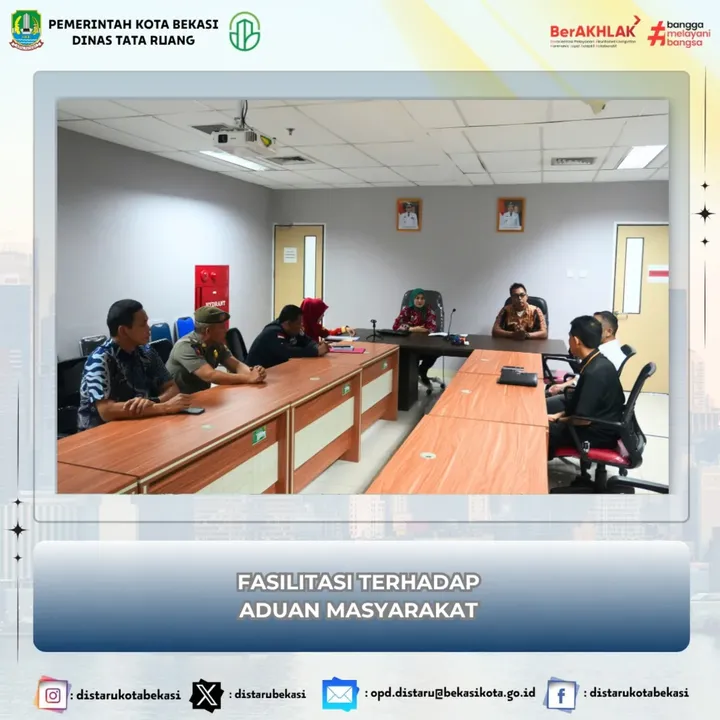 PEMERINTAH KOTA BEKASI
DINAS TATA RUANG
BerAKHLAK
#bangga
melayani
bangsa
HYDRANT
FASILITASI TERHADAP
ADUAN MASYARAKAT
: distarukotabekasi
: distarubekasi
: opd.distaru@bekasikota.go.id
: distarukotabekasi